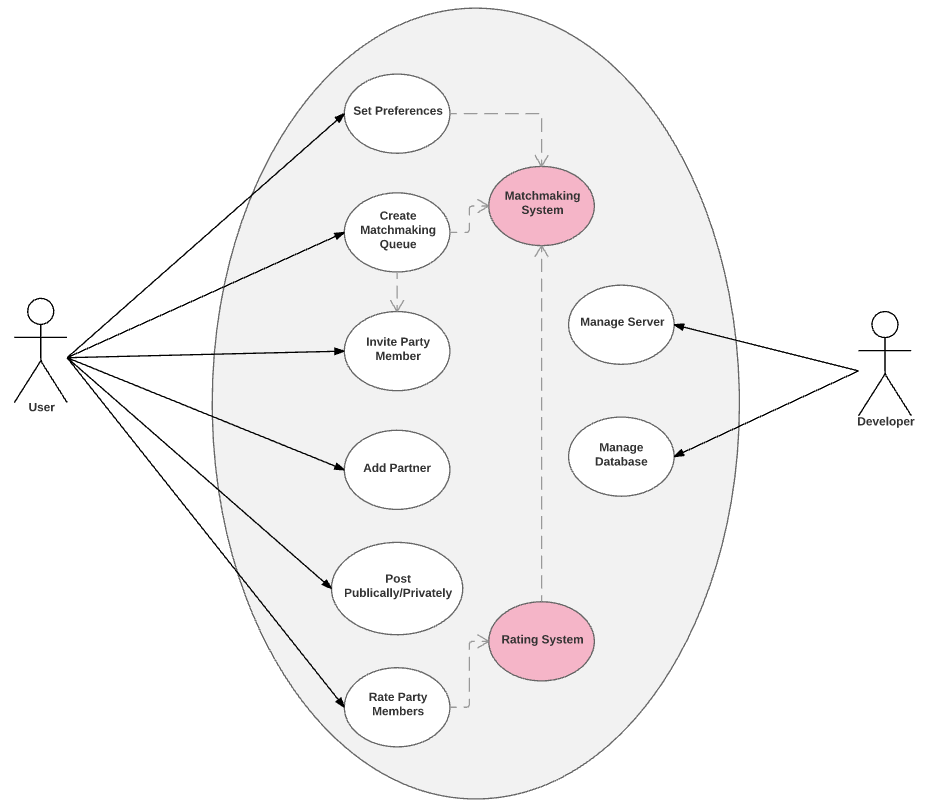 Set Preferences
Matchmaking
System
Create
Matchmaking
Queue
Invite Party
Member
Manage Server
User
Developer
Add Partner
Manage
Database
Post
Publically/Privately
Rating System
Rate Party
Members